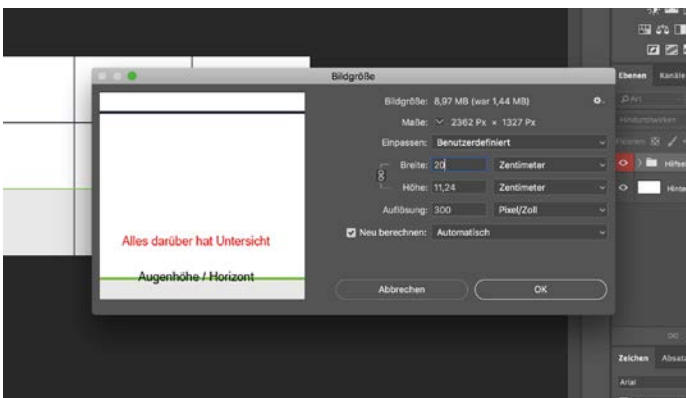 Bildgröße
Bildgröße: 8,97 MB (war 1,44 MB)
Maße: 2362 Px × 1327 Px
Einpassen: Benutzerdefiniert
Breite: 20 Zentimeter
Höhe: 11,24 Zentimeter
Auflösung: 300 Pixel/Zoll
Neu berechnen: Automatisch
Abbrechen OK
Alles darüber hat Untersicht
Augenhöhe / Horizont
Ebenen Kanäle
Art
Zeichen
Arial